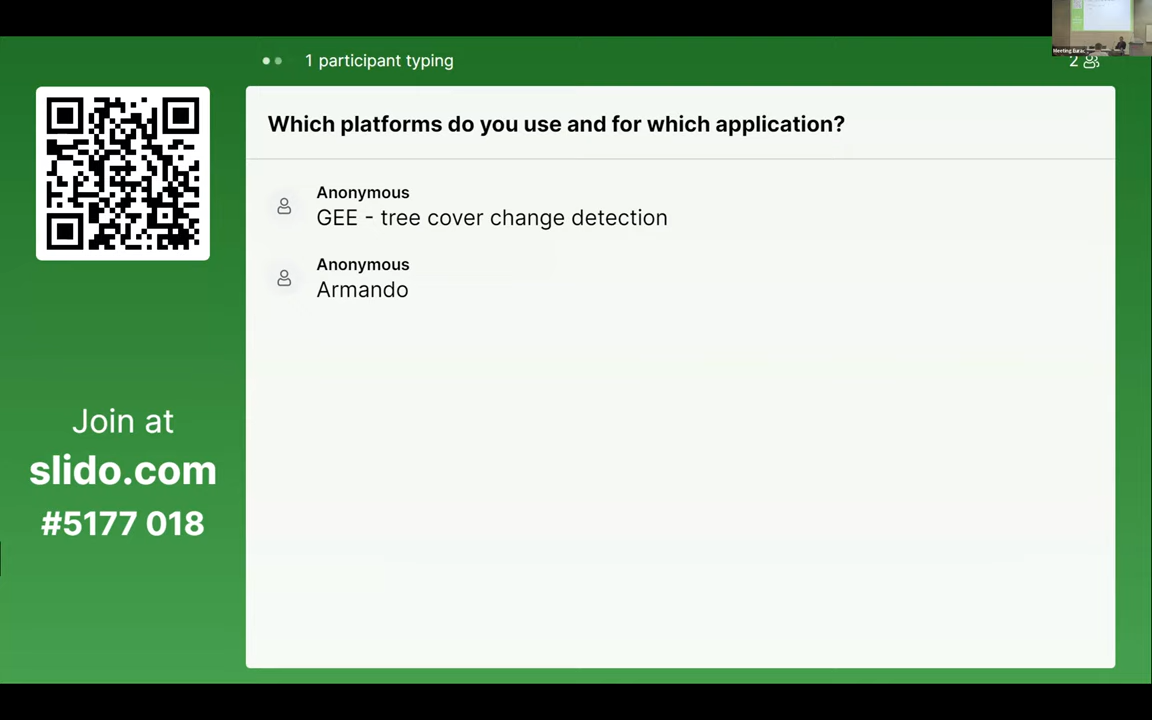 1 participant typing
2
Which platforms do you use and for which application?
Anonymous
GEE - tree cover change detection
Anonymous
Armando
Join at
slido.com
#5177 018